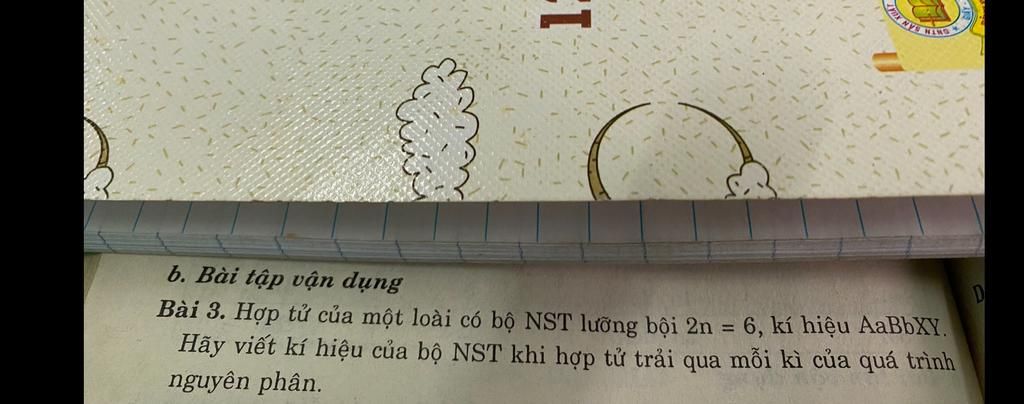 b. Bài tập vận dụng
Bài 3. Hợp tử của một loài có bộ NST lưỡng bội 2n = 6, kí hiệu AaBbXY.
Hãy viết kí hiệu của bộ NST khi hợp tử trải qua mỗi kì của quá trình
nguyên phân.